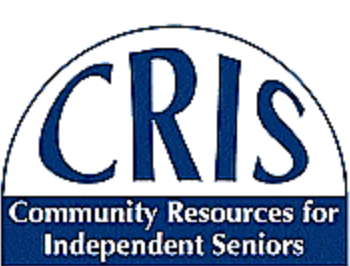 CRIS
Community Resources for
Independent Seniors